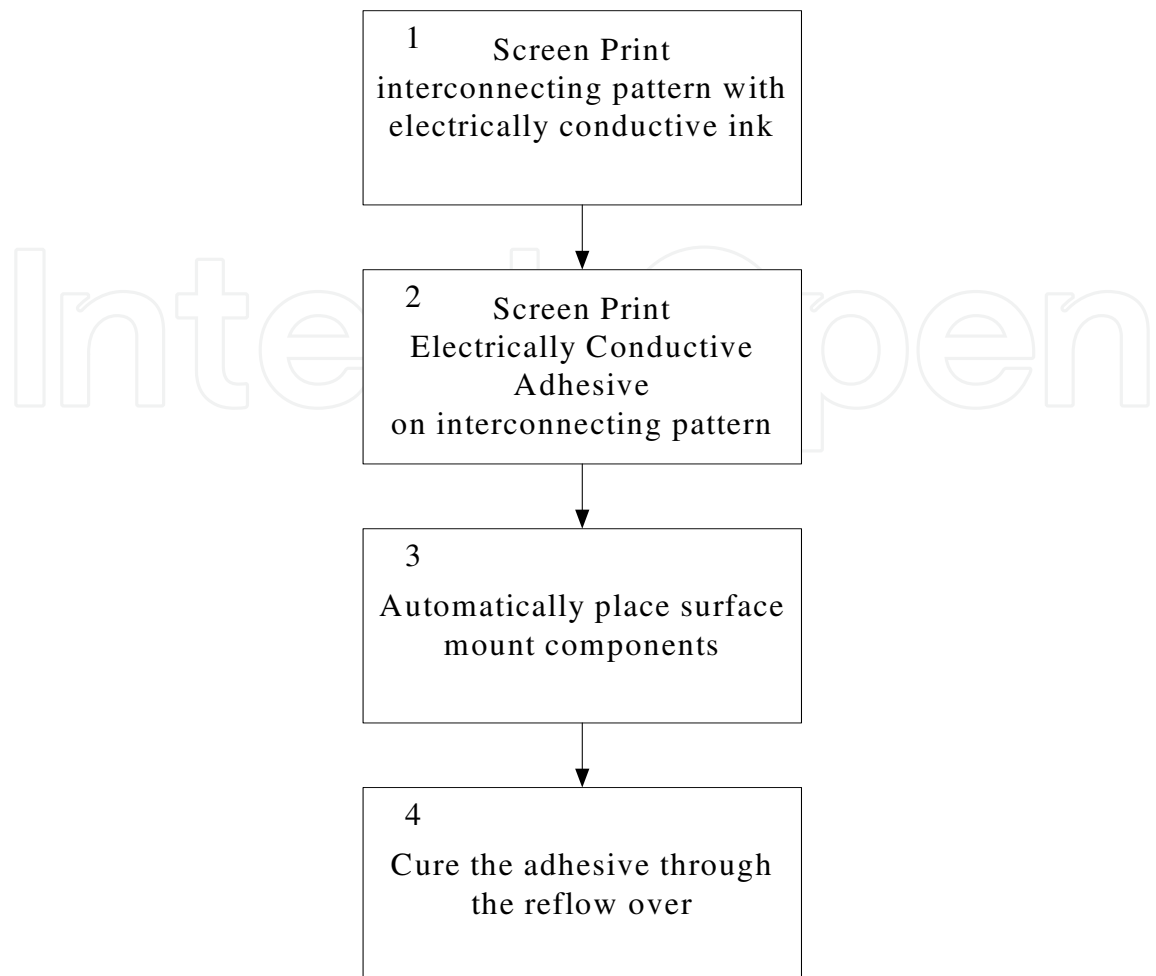 1
Screen Print
interconnecting pattern with
electrically conductive ink
2
Screen Print
Electrically Conductive
Adhesive
on interconnecting pattern
3
Automatically place surface
mount components
4
Cure the adhesive through
the reflow over